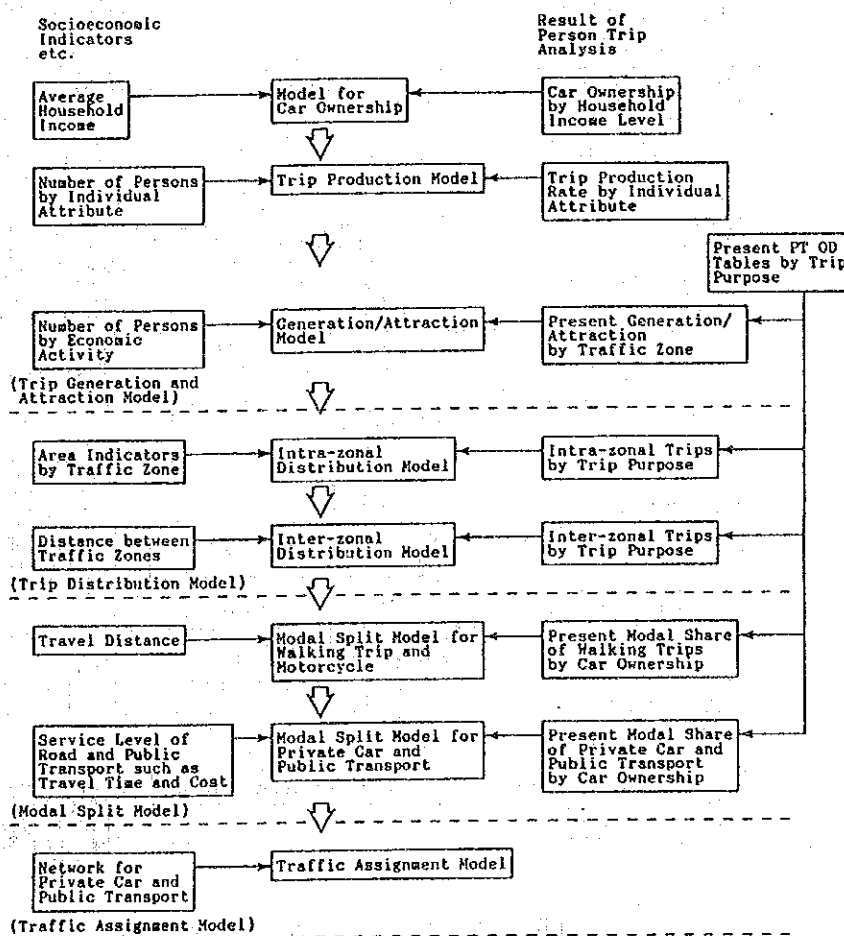 Socioeconomic
Indicators
etc.
Result of
Person Trip
Analysis
Average
Household
Income
Model for
Car Ownership
Car Ownership
by Household
Income Level
Number of Persons
by Individual
Attribute
Trip Production Model
Trip Production
Rate by Individual
Attribute
Present PT OD
Tables by Trip
Purpose
Number of Persons
by Economic
Activity
Generation/Attraction
Model
Present Generation/
Attraction
by Traffic Zone
(Trip Generation and
Attraction Model)
Area Indicators
by Traffic Zone
Intra-zonal
Distribution Model
Intra-zonal Trips
by Trip Purpose
Distance between
Traffic Zones
Inter-zonal
Distribution Model
Inter-zonal Trips
by Trip Purpose
(Trip Distribution Model)
Travel Distance
Modal Split Model for
Walking Trip and
Motorcycle
Present Modal Share
of Walking Trips
by Car Ownership
Service Level of
Road and Public
Transport such as
Travel Time and Cost
Modal Split Model for
Private Car and
Public Transport
Present Modal Share
of Private Car and
Public Transport
by Car Ownership
(Modal Split Model)
Network for
Private Car and
Public Transport
Traffic Assignment Model
(Traffic Assignment Model)